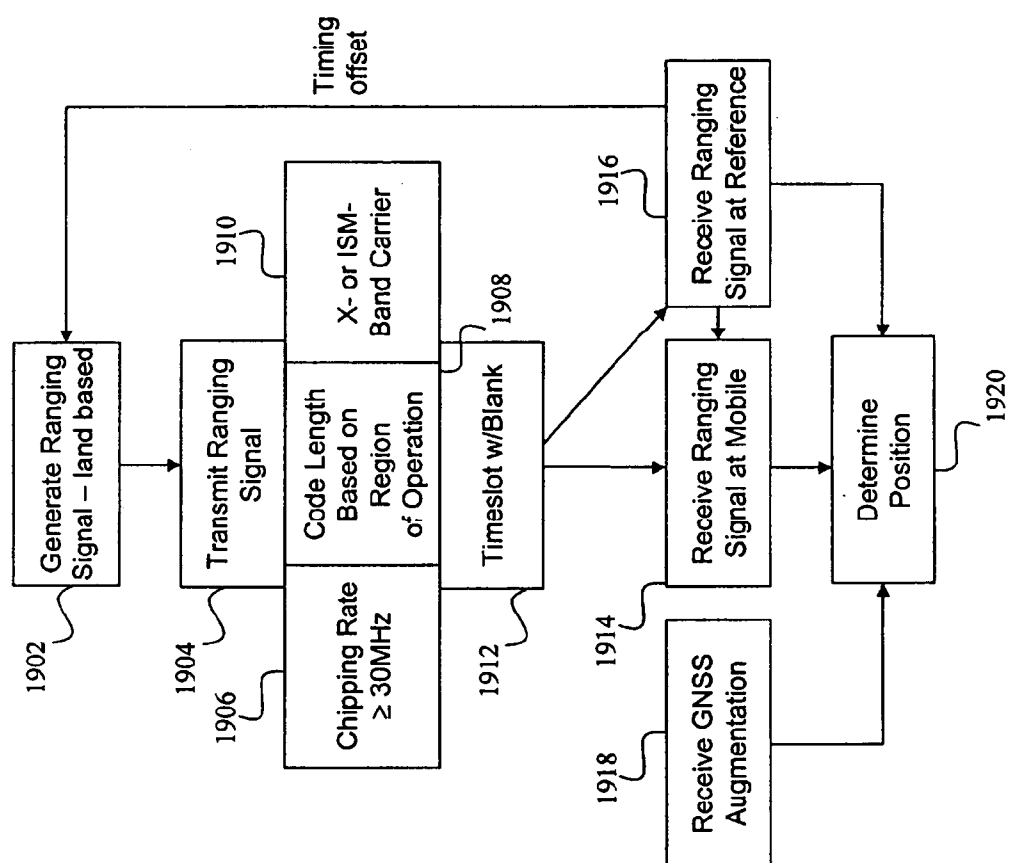 1902
Generate Ranging
Signal – land based
Timing
offset
1904
Transmit Ranging
Signal
1906
Chipping Rate
≥ 30MHz
Code Length
Based on
Region
of Operation
1908
1910
X- or ISM-
Band Carrier
1912
Timeslot w/Blank
1918
Receive GNSS
Augmentation
1914
Receive Ranging
Signal at Mobile
1916
Receive Ranging
Signal at Reference
Determine
Position
1920